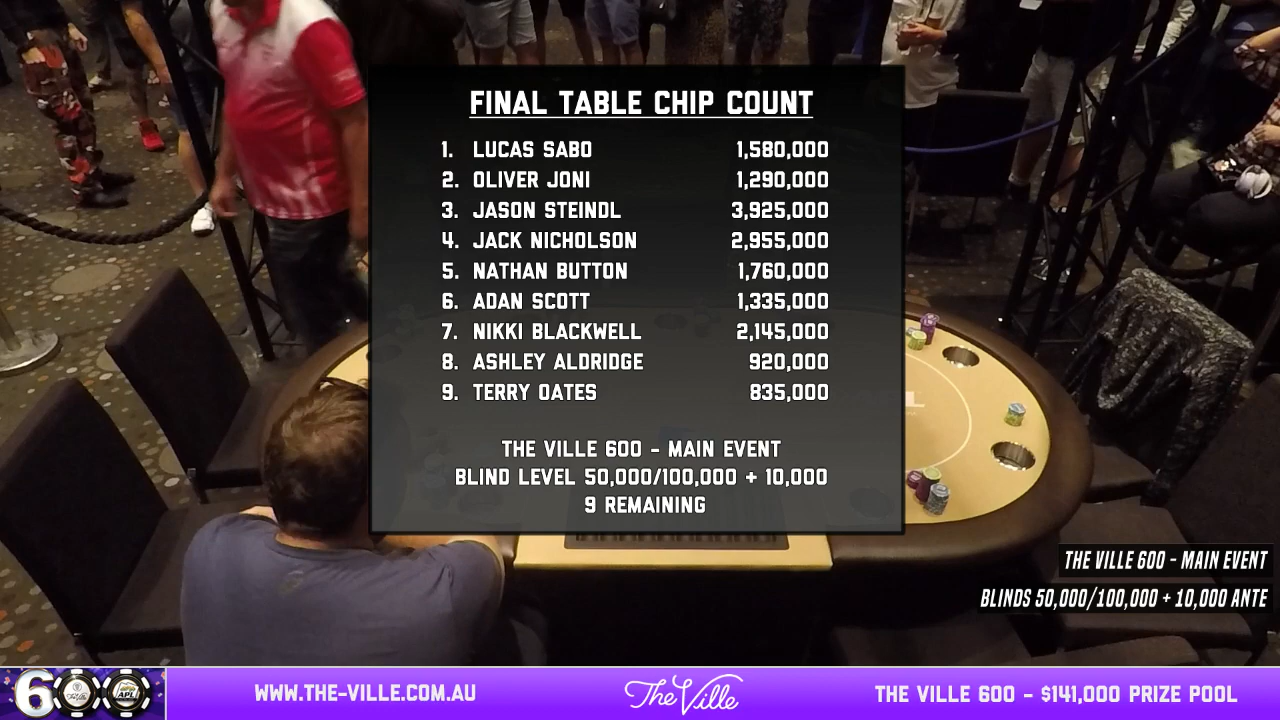 FINAL TABLE CHIP COUNT
1. LUCAS SABO 1,580,000
2. OLIVER JONI 1,290,000
3. JASON STEINDL 3,925,000
4. JACK NICHOLSON 2,955,000
5. NATHAN BUTTON 1,760,000
6. ADAN SCOTT 1,335,000
7. NIKKI BLACKWELL 2,145,000
8. ASHLEY ALDRIDGE 920,000
9. TERRY OATES 835,000
THE VILLE 600 - MAIN EVENT
BLIND LEVEL 50,000/100,000 + 10,000
9 REMAINING
THE VILLE 600 - MAIN EVENT
BLINDS 50,000/100,000 + 10,000 ANTE
600
APL
WWW.THE-VILLE.COM.AU
The Ville
THE VILLE 600 - $141,000 PRIZE POOL